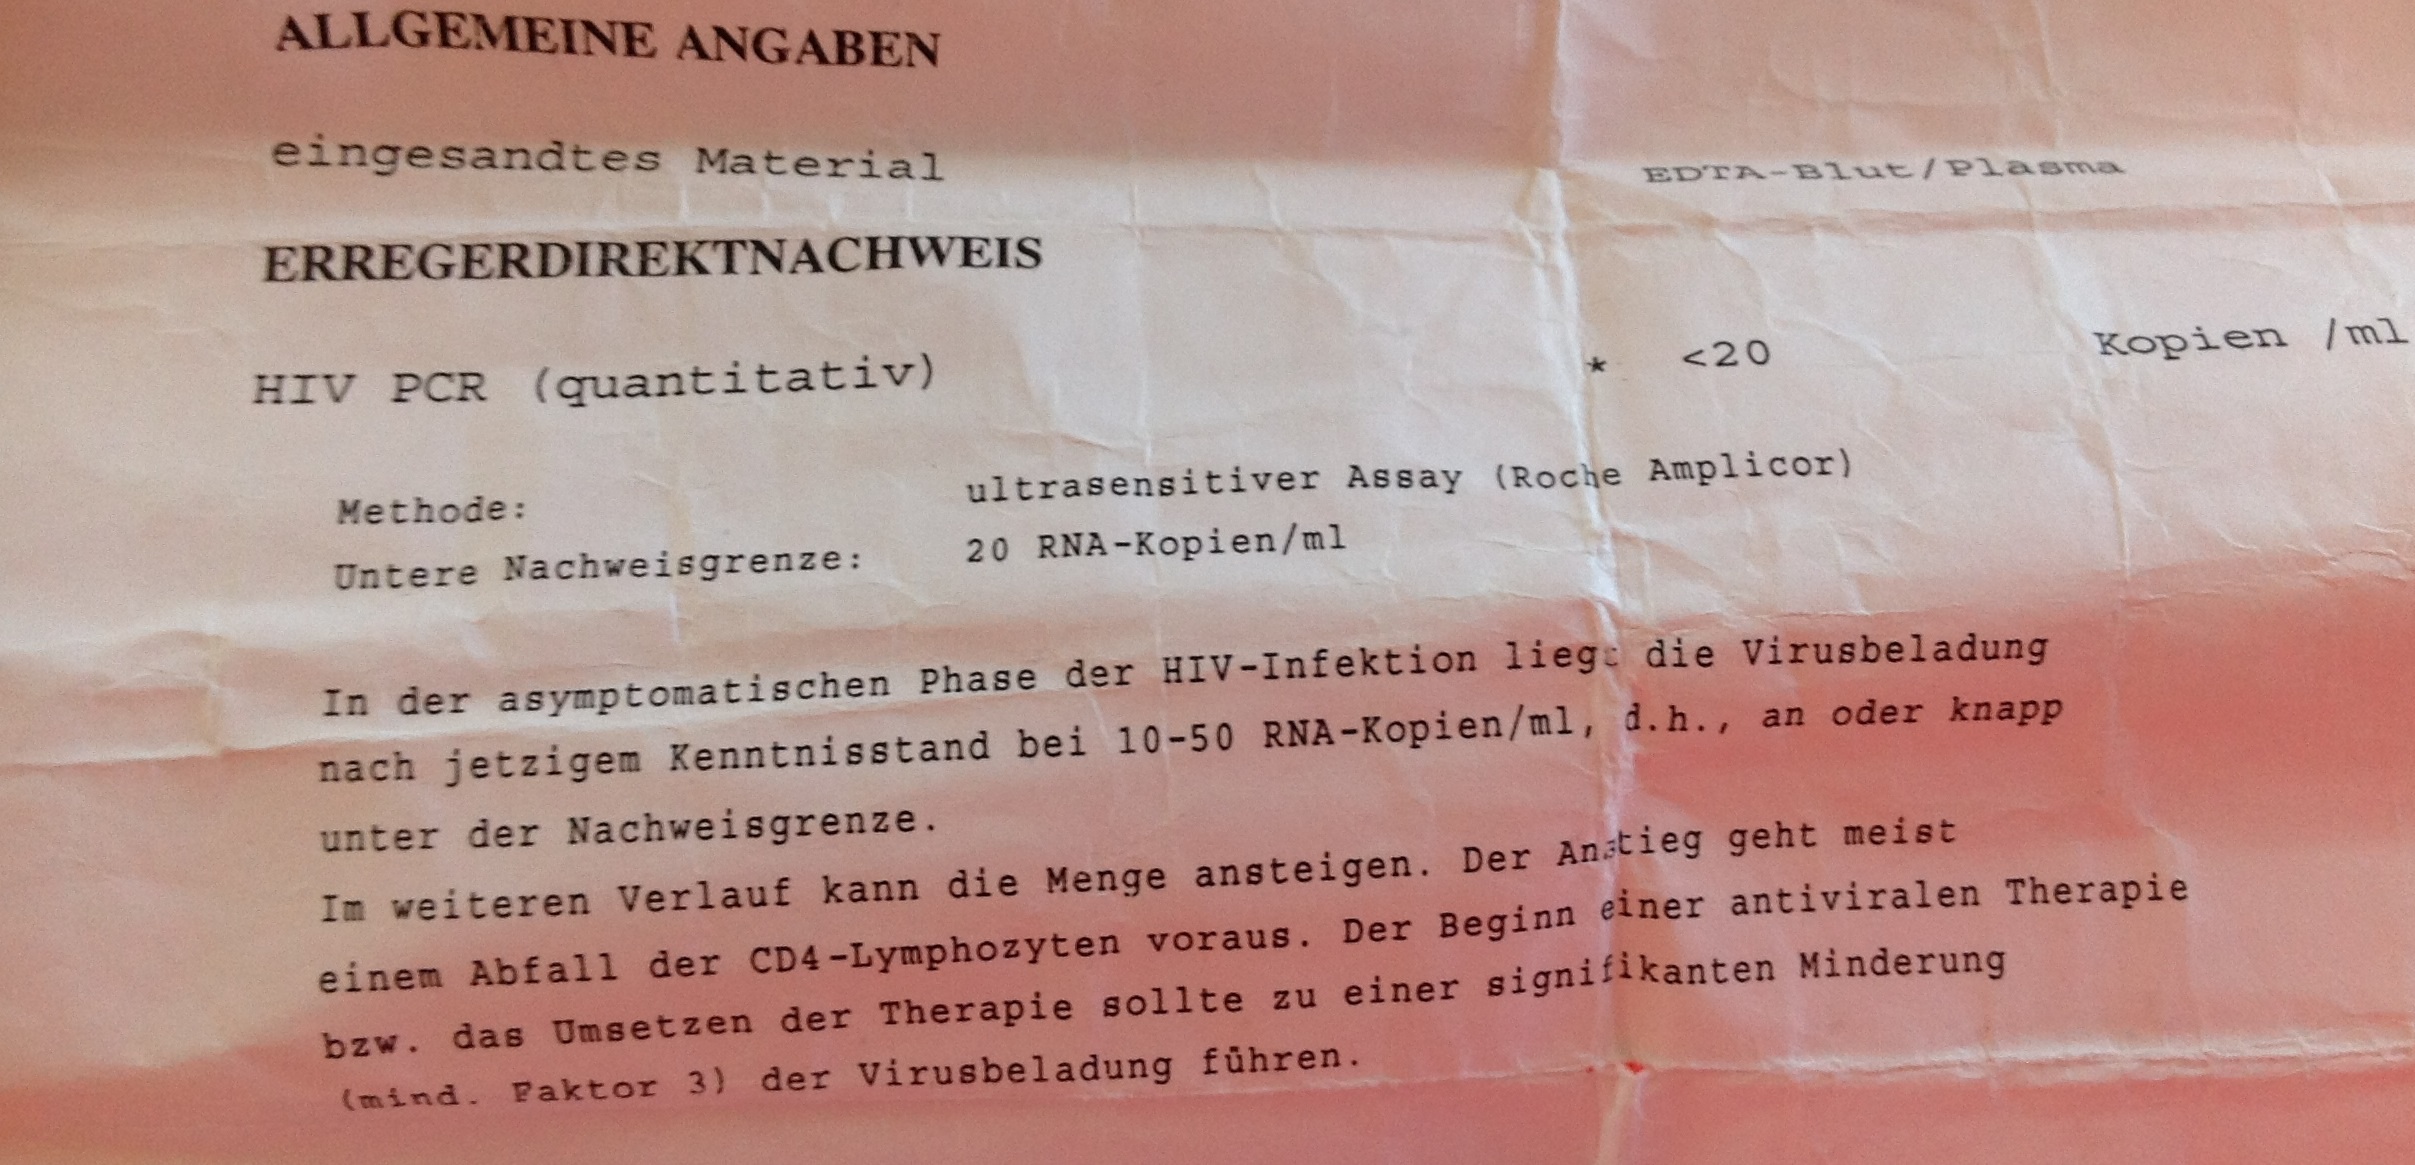 ALLGEMEINE ANGABEN
eingesandtes Material EDTA-Blut/Plasma
ERREGERDIREKTNACHWEIS
HIV PCR (quantitativ) * <20 Kopien /ml
Methode: ultrasensitiver Assay (Roche Amplicor)
Untere Nachweisgrenze: 20 RNA-Kopien/ml
In der asymptomatischen Phase der HIV-Infektion liegt die Virusbeladung
nach jetzigem Kenntnisstand bei 10-50 RNA-Kopien/ml, d.h., an oder knapp
unter der Nachweisgrenze.
Im weiteren Verlauf kann die Menge ansteigen. Der Anstieg geht meist
einem Abfall der CD4-Lymphozyten voraus. Der Beginn einer antiviralen Therapie
bzw. das Umsetzen der Therapie sollte zu einer signifikanten Minderung
(mind. Faktor 3) der Virusbeladung führen.